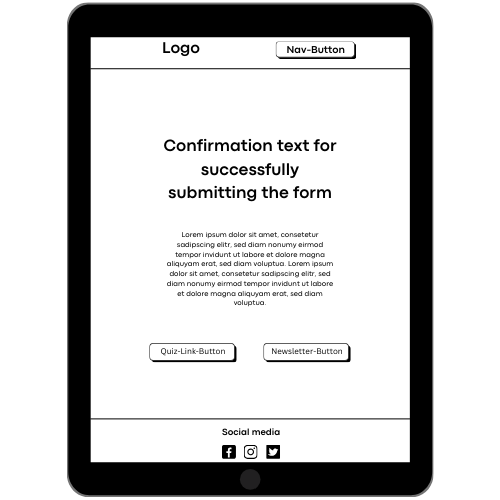 Logo
Nav-Button
Confirmation text for
successfully
submitting the form
Lorem ipsum dolor sit amet, consetetur
sadipscing elitr, sed diam nonumy eirmod
tempor invidunt ut labore et dolore magna
aliquyam erat, sed diam voluptua. Lorem ipsum
dolor sit amet, consetetur sadipscing elitr, sed
diam nonumy eirmod tempor invidunt ut labore
et dolore magna aliquyam erat, sed diam
voluptua.
Quiz-Link-Button
Newsletter-Button
Social media